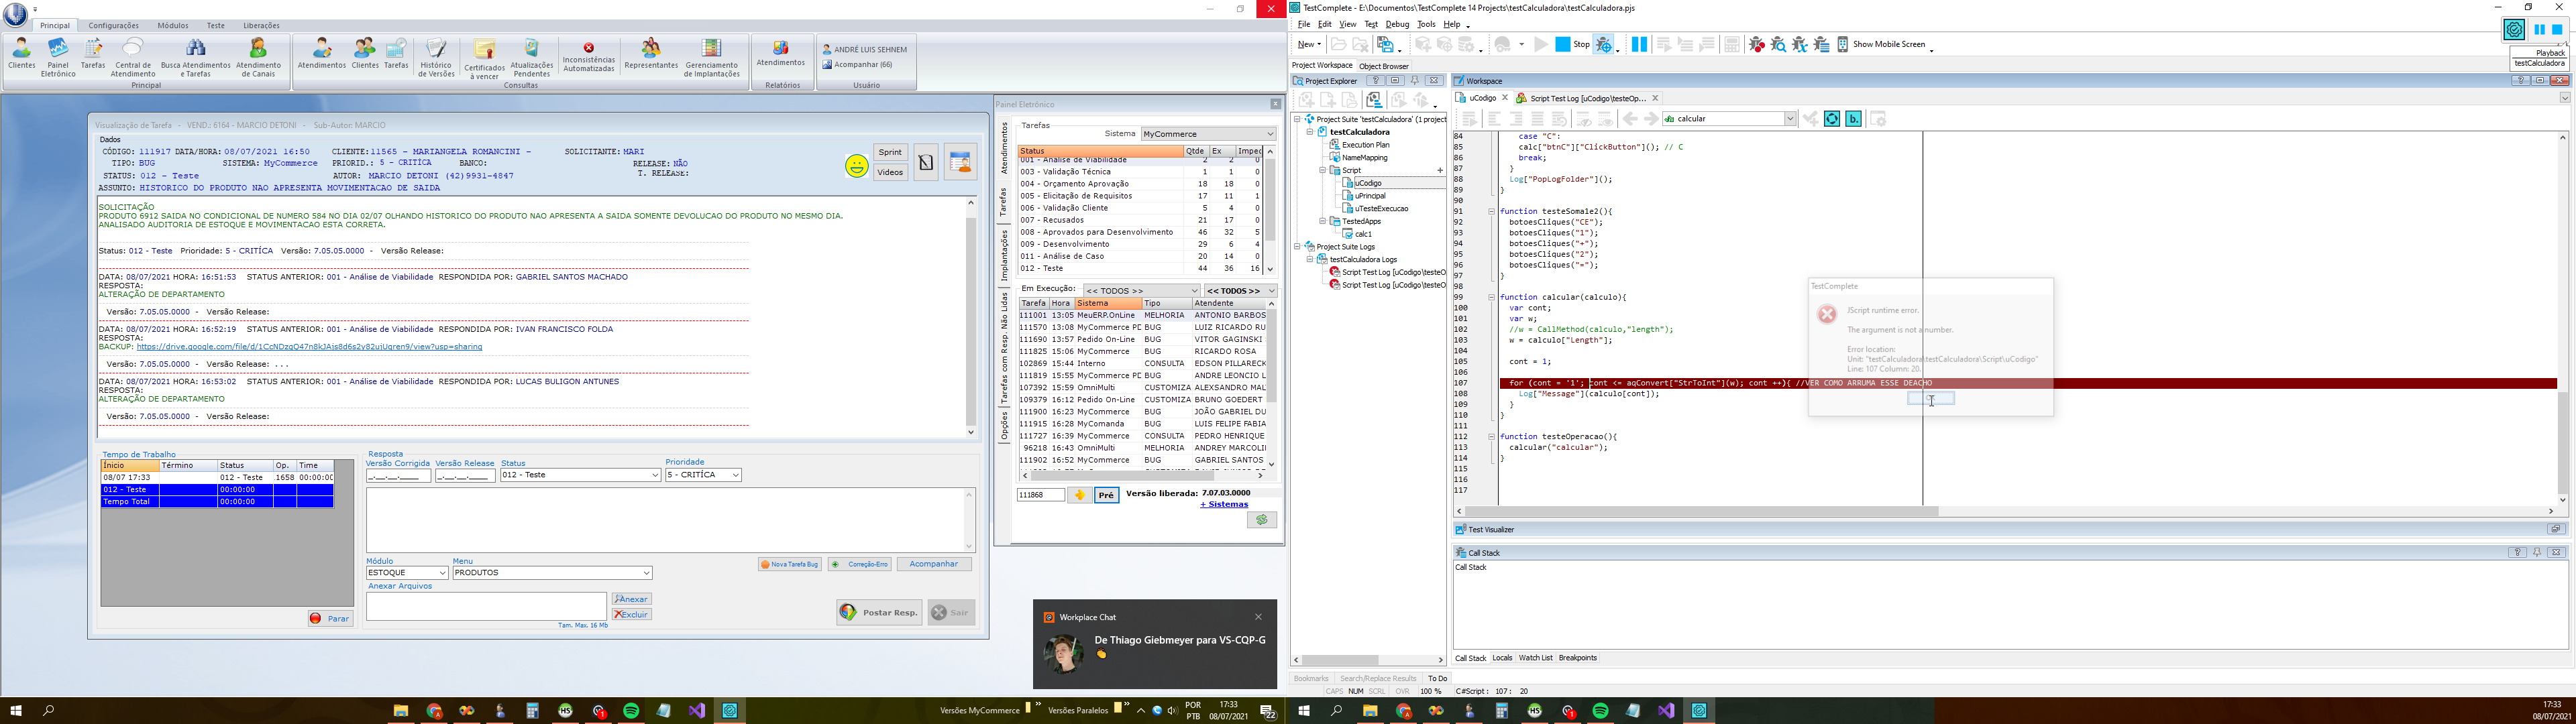 Principal Configurações Módulos Teste Liberações
Clientes
Painel Eletrônico
Tarefas
Central de Atendimento
Busca Atendimentos e Tarefas
Atendimento de Canais
Principal
Atendimentos
Clientes
Tarefas
Histórico de Versões
Certificados à vencer
Atualizações Pendentes
Inconsistências Automatizadas
Representantes
Gerenciamento de Implantações
Consultas
Atendimentos
Relatórios
ANDRÉ LUIS SEHNEM
Acompanhar (66)
Usuário
Visualização de Tarefa - VEND.: 6164 - MARCIO DETONI - Sub-Autor: MARCIO
Dados
CÓDIGO: 111917 DATA/HORA: 08/07/2021 16:50 CLIENTE: 11565 - MARIANGELA ROMANCINI - SOLICITANTE: MARI
TIPO: BUG SISTEMA: MyCommerce PRIORID.: 5 - CRITÍCA BANCO: RELEASE: NÃO
STATUS: 012 - Teste AUTOR: MARCIO DETONI (42)9931-4847 T. RELEASE:
ASSUNTO: HISTORICO DO PRODUTO NAO APRESENTA MOVIMENTACAO DE SAIDA
Sprint
Videos
SOLICITAÇÃO
PRODUTO 6912 SAIDA NO CONDICIONAL DE NUMERO 584 NO DIA 02/07 OLHANDO HISTORICO DO PRODUTO NAO APRESENTA A SAIDA SOMENTE DEVOLUCAO DO PRODUTO NO MESMO DIA.
ANALISADO AUDITORIA DE ESTOQUE E MOVIMENTACAO ESTA CORRETA.
Status: 012 - Teste Prioridade: 5 - CRITÍCA Versão: 7.05.05.0000 - Versão Release:
DATA: 08/07/2021 HORA: 16:51:53 STATUS ANTERIOR: 001 - Análise de Viabilidade RESPONDIDA POR: GABRIEL SANTOS MACHADO
RESPOSTA:
ALTERAÇÃO DE DEPARTAMENTO
Versão: 7.05.05.0000 - Versão Release:
DATA: 08/07/2021 HORA: 16:52:19 STATUS ANTERIOR: 001 - Análise de Viabilidade RESPONDIDA POR: IVAN FRANCISCO FOLDA
RESPOSTA:
Versão: 7.05.05.0000 - Versão Release: . . .
DATA: 08/07/2021 HORA: 16:53:02 STATUS ANTERIOR: 001 - Análise de Viabilidade RESPONDIDA POR: LUCAS BULIGON ANTUNES
RESPOSTA:
ALTERAÇÃO DE DEPARTAMENTO
Versão: 7.05.05.0000 - Versão Release:
Tempo de Trabalho
Início Término Status Op. Time
08/07 17:33 012 - Teste 1658 00:00:00
012 - Teste 00:00:00
Tempo Total 00:00:00
Parar
Resposta
Versão Corrigida Versão Release Status Prioridade
012 - Teste 5 - CRITÍCA
Módulo Menu
ESTOQUE PRODUTOS
Nova Tarefa Bug
Correção-Erro
Acompanhar
Anexar Arquivos
Anexar
Excluir
Tam. Max. 16 Mb
Postar Resp.
Sair
Painel Eletrônico
Atendimentos
Tarefas
Implantações
Tarefas com Resp. Não Lidas
Opções
Tarefas
Sistema MyCommerce
Status Qtde Ex Impec
001 - Análise de Viabilidade 2 2 0
003 - Validação Técnica 1 1 0
004 - Orçamento Aprovação 18 18 0
005 - Elicitação de Requisitos 17 11 1
006 - Validação Cliente 5 4 0
007 - Recusados 21 17 0
008 - Aprovados para Desenvolvimento 46 32 5
009 - Desenvolvimento 29 6 4
011 - Análise de Caso 20 14 0
012 - Teste 44 36 16
Em Execução: << TODOS >> << TODOS >>
Tarefa Hora Sistema Tipo Atendente
111001 13:05 MeuERP.OnLine MELHORIA ANTONIO BARBOS
111570 13:08 MyCommerce PD BUG LUIZ RICARDO RU
111690 13:57 Pedido On-Line BUG VITOR GAGINSKI
111825 15:06 MyCommerce BUG RICARDO ROSA
102869 15:44 Interno CONSULTA EDSON PILLARECK
111819 15:55 MyCommerce PD BUG ANDRE LEONCIO
107392 15:59 OmniMulti CUSTOMIZA ALEXSANDRO MAL
109379 16:12 Pedido On-Line CUSTOMIZA BRUNO GOEDERT
111900 16:23 MyCommerce BUG JOÃO GABRIEL DU
111915 16:28 MyComanda BUG LUIS FELIPE FABIA
111727 16:39 MyCommerce CONSULTA PEDRO HENRIQUE
96218 16:43 OmniMulti MELHORIA ANDREY MARCOLI
111902 16:52 MyCommerce BUG GABRIEL SANTOS
111868 Pré Versão liberada: 7.07.03.0000
+ Sistemas
Workplace Chat
De Thiago Giebmeyer para VS-CQP-G
Versões MyCommerce Versões Paralelos POR PTB 17:33 08/07/2021 22
TestComplete - E:\Documentos\TestComplete 14 Projects\testCalculadora\testCalculadora.pjs
File Edit View Test Debug Tools Help
New Stop Show Mobile Screen
Playback
testCalculadora
Project Workspace Object Browser
Project Explorer
Project Suite 'testCalculadora' (1 project
testCalculadora
Execution Plan
NameMapping
Script
uCodigo
uPrincipal
uTesteExecucao
TestedApps
calc1
Project Suite Logs
testCalculadora Logs
Script Test Log [uCodigo\testeO
Script Test Log [uCodigo\testeO
Workspace
uCodigo Script Test Log [uCodigo\testeOp...
calcular
84 case "C":
85 calc["btnC"]["ClickButton"](); // C
86 break;
87 }
88 Log["PopLogFolder"]();
89 }
90
91 function testeSoma1e2(){
92 botoesCliques("CE");
93 botoesCliques("1");
94 botoesCliques("+");
95 botoesCliques("2");
96 botoesCliques("=");
97 }
98
99 function calcular(calculo){
100 var cont;
101 var w;
102 //w = CallMethod(calculo,"length");
103 w = calculo["Length"];
104
105 cont = 1;
106
107 for (cont = '1'; cont <= aqConvert["StrToInt"](w); cont ++){ //VER COMO ARRUMA ESSE DEACHO
108 Log["Message"](calculo[cont]);
109 }
110 }
111
112 function testeOperacao(){
113 calcular("calcular");
114 }
115
116
117
TestComplete
JScript runtime error.
The argument is not a number.
Error location:
Unit: "testCalculadora\testCalculadora\Script\uCodigo"
Line: 107 Column: 20.
Test Visualizer
Call Stack
Call Stack
Call Stack Locals Watch List Breakpoints
Bookmarks Search/Replace Results To Do
CAPS NUM SCRL OVR 100 % C#Script : 107 : 20
17:33
08/07/2021